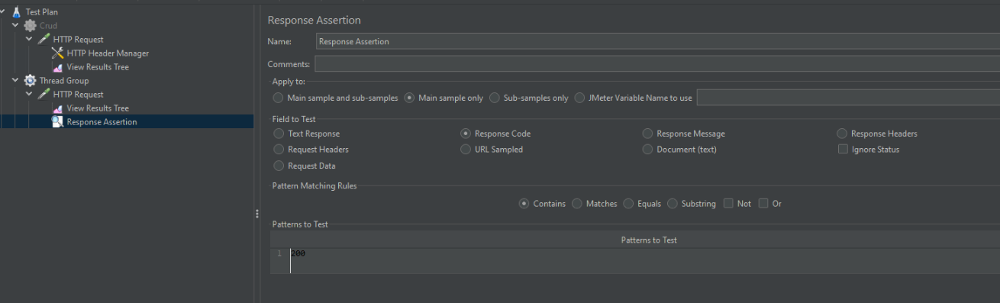 Test Plan
Crud
HTTP Request
HTTP Header Manager
View Results Tree
Thread Group
HTTP Request
View Results Tree
Response Assertion
Response Assertion
Name: Response Assertion
Comments:
Apply to:
Main sample and sub-samples Main sample only Sub-samples only JMeter Variable Name to use
Field to Test
Text Response Response Code Response Message Response Headers
Request Headers URL Sampled Document (text) Ignore Status
Request Data
Pattern Matching Rules
Contains Matches Equals Substring Not Or
Patterns to Test
Patterns to Test
1 200